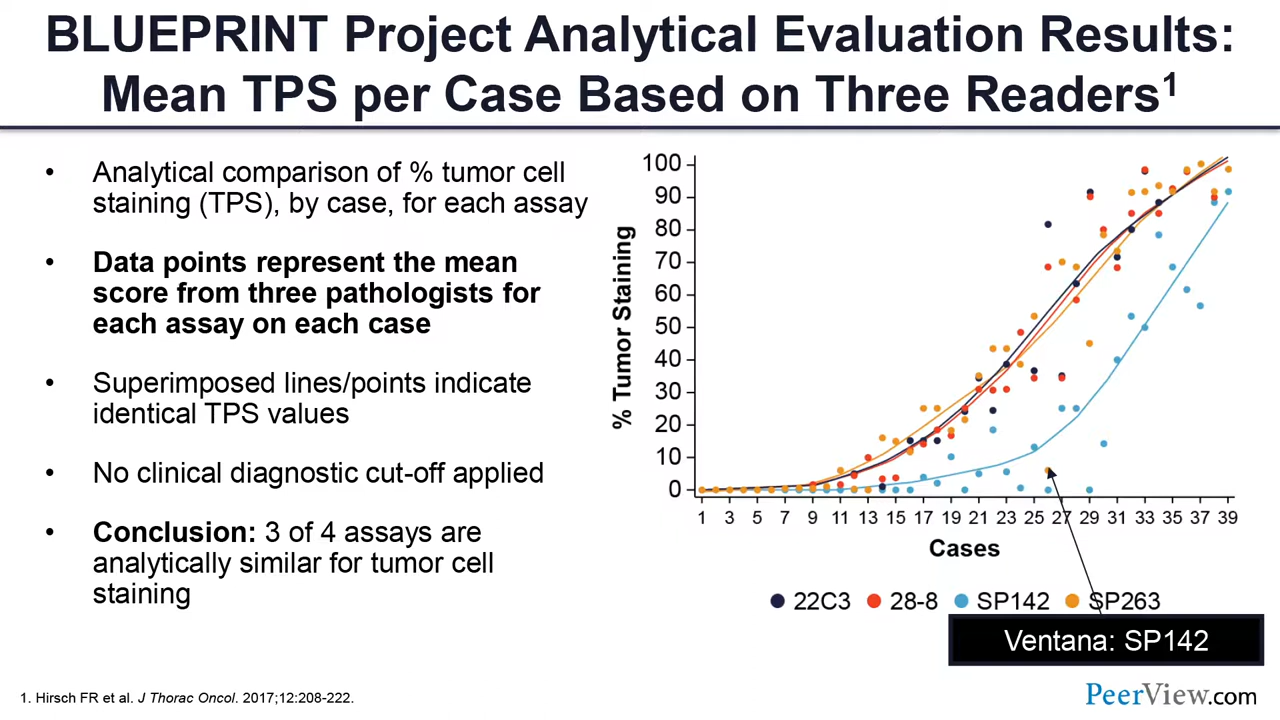 BLUEPRINT Project Analytical Evaluation Results:
Mean TPS per Case Based on Three Readers1
• Analytical comparison of % tumor cell
staining (TPS), by case, for each assay
• Data points represent the mean
score from three pathologists for
each assay on each case
• Superimposed lines/points indicate
identical TPS values
• No clinical diagnostic cut-off applied
• Conclusion: 3 of 4 assays are
analytically similar for tumor cell
staining
% Tumor Staining
100
90
80
70
60
50
40
30
20
10
0
1 3 5 7 9 11 13 15 17 19 21 23 25 27 29 31 33 35 37 39
Cases
22C3 28-8 SP142 SP263
Ventana: SP142
1. Hirsch FR et al. J Thorac Oncol. 2017;12:208-222.
PeerView.com